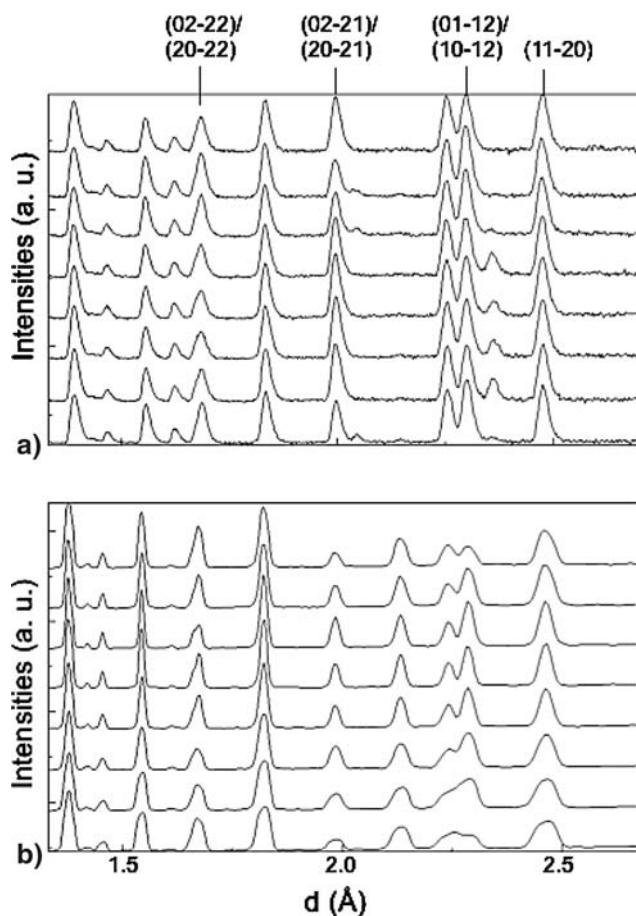 (02-22)/ (02-21)/ (01-12)/
(20-22) (20-21) (10-12) (11-20)
Intensities (a. u.)
a)
Intensities (a. u.)
b)
1.5 2.0 2.5
d (Å)